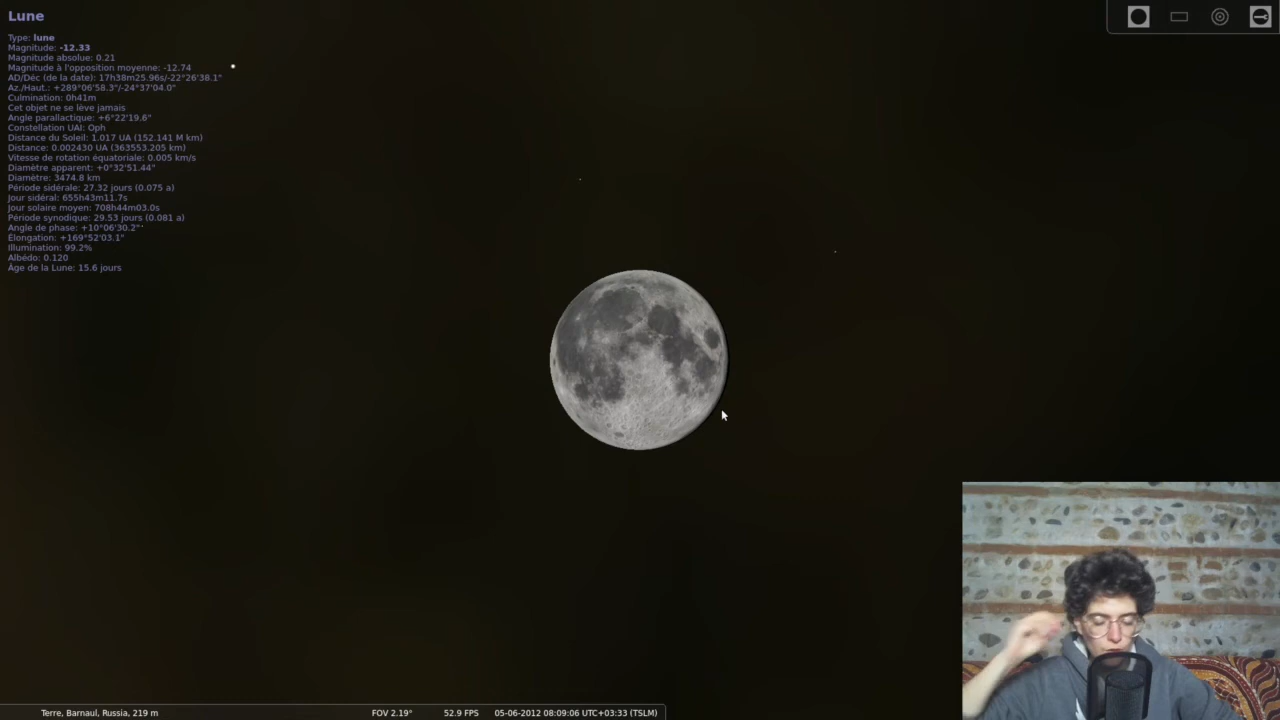 Lune
Type: lune
Magnitude: -12.33
Magnitude absolue: 0.21
Magnitude à l'opposition moyenne: -12.74
AD/Déc (de la date): 17h38m25.96s/-22°26'38.1"
Az./Haut.: +289°06'58.3"/-24°37'04.0"
Culmination: 0h41m
Cet objet ne se lève jamais
Angle parallactique: +6°22'19.6"
Constellation UAI: Oph
Distance du Soleil: 1.017 UA (152.141 M km)
Distance: 0.002430 UA (363553.205 km)
Vitesse de rotation équatoriale: 0.005 km/s
Diamètre apparent: +0°32'51.44"
Diamètre: 3474.8 km
Période sidérale: 27.32 jours (0.075 a)
Jour sidéral: 655h43m11.7s
Jour solaire moyen: 708h44m03.0s
Période synodique: 29.53 jours (0.081 a)
Angle de phase: +10°06'30.2"
Élongation: +169°52'03.1"
Illumination: 99.2%
Albédo: 0.120
Âge de la Lune: 15.6 jours
Terre, Barnaul, Russia, 219 m FOV 2.19° 52.9 FPS 05-06-2012 08:09:06 UTC+03:33 (TSLM)